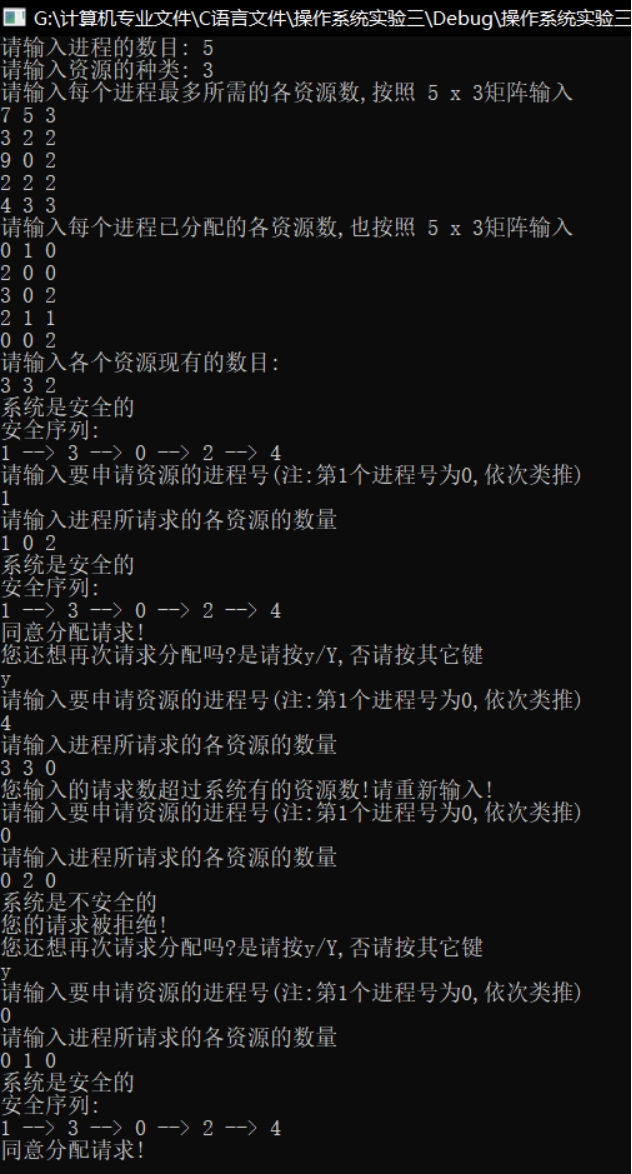 G:\计算机专业文件\C语言文件\操作系统实验三\Debug\操作系统实验三
请输入进程的数目: 5
请输入资源的种类: 3
请输入每个进程最多所需的各资源数,按照 5 x 3矩阵输入
7 5 3
3 2 2
9 0 2
2 2 2
4 3 3
请输入每个进程已分配的各资源数,也按照 5 x 3矩阵输入
0 1 0
2 0 0
3 0 2
2 1 1
0 0 2
请输入各个资源现有的数目:
3 3 2
系统是安全的
安全序列:
1 --> 3 --> 0 --> 2 --> 4
请输入要申请资源的进程号(注:第1个进程号为0,依次类推)
1
请输入进程所请求的各资源的数量
1 0 2
系统是安全的
安全序列:
1 --> 3 --> 0 --> 2 --> 4
同意分配请求!
您还想再次请求分配吗?是请按y/Y,否请按其它键
y
请输入要申请资源的进程号(注:第1个进程号为0,依次类推)
4
请输入进程所请求的各资源的数量
3 3 0
您输入的请求数超过系统有的资源数!请重新输入!
请输入要申请资源的进程号(注:第1个进程号为0,依次类推)
0
请输入进程所请求的各资源的数量
0 2 0
系统是不安全的
您的请求被拒绝!
您还想再次请求分配吗?是请按y/Y,否请按其它键
y
请输入要申请资源的进程号(注:第1个进程号为0,依次类推)
0
请输入进程所请求的各资源的数量
0 1 0
系统是安全的
安全序列:
1 --> 3 --> 0 --> 2 --> 4
同意分配请求!